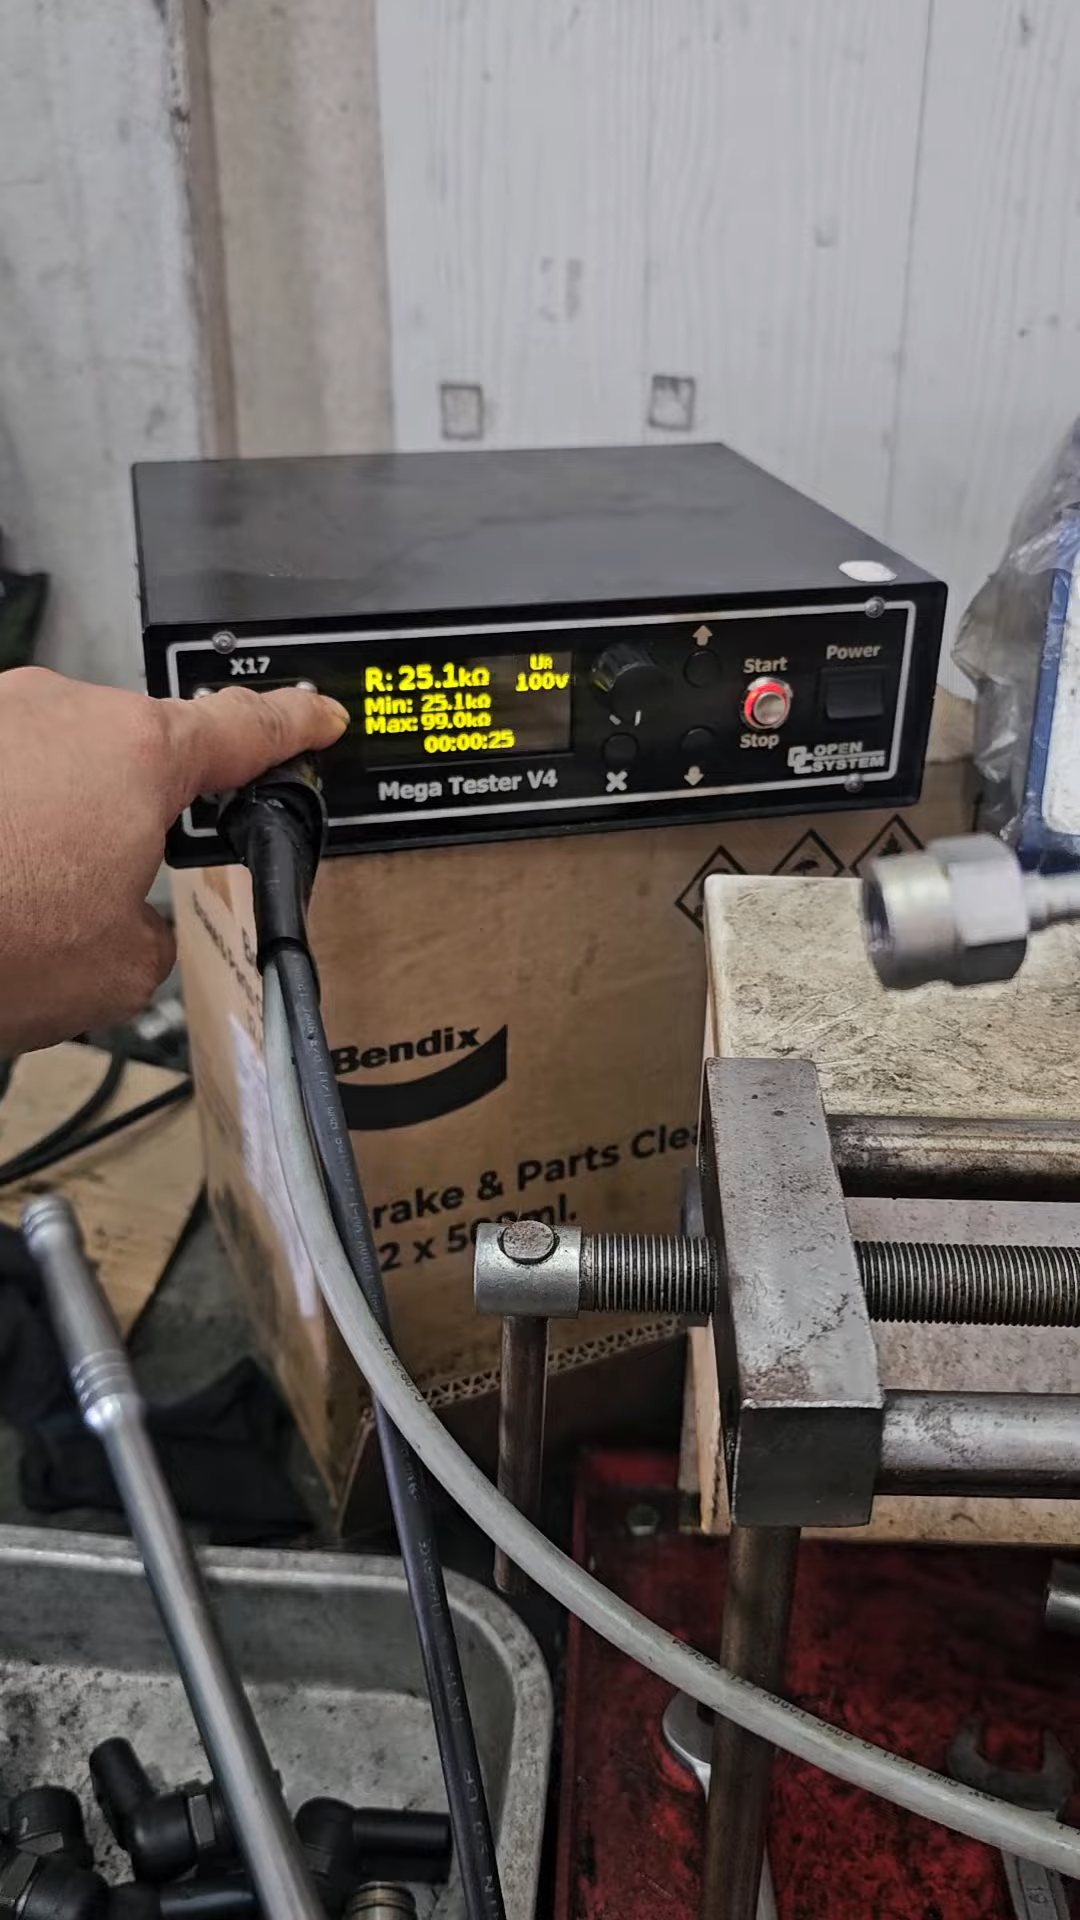 X17
R: 25.1kΩ
UR
100V
Min: 25.1kΩ
Max: 99.0kΩ
00:00:25
Mega Tester V4
Start
Stop
Power
OPEN
SYSTEM
Bendix
rake & Parts Clea
2 x 500ml.